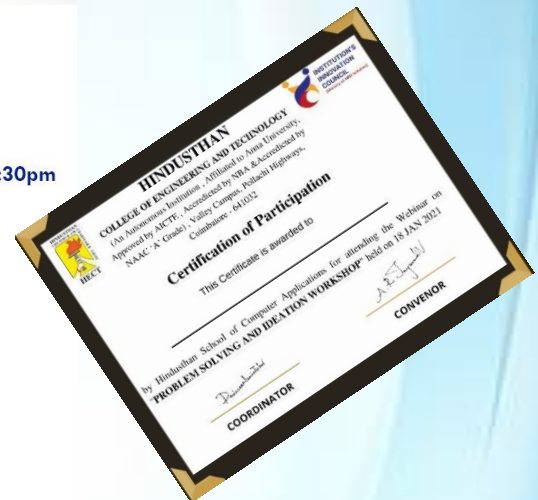 :30pm
INSTITUTION'S
INNOVATION
COUNCIL
HINDUSTHAN
COLLEGE OF ENGINEERING AND TECHNOLOGY
(An Autonomous Institution , Affiliated to Anna University,
Approved by AICTE , Accredited by NBA &Accredicted by
NAAC 'A' Grade) , Valley Campus, Pollachi Highways,
Coimbatore - 641032
HECT
Certification of Participation
This Certificate is awarded to
by Hindusthan School of Computer Applications for attending the Webinar on
"PROBLEM SOLVING AND IDEATION WORKSHOP" held on 18 JAN 2021
COORDINATOR
CONVENOR